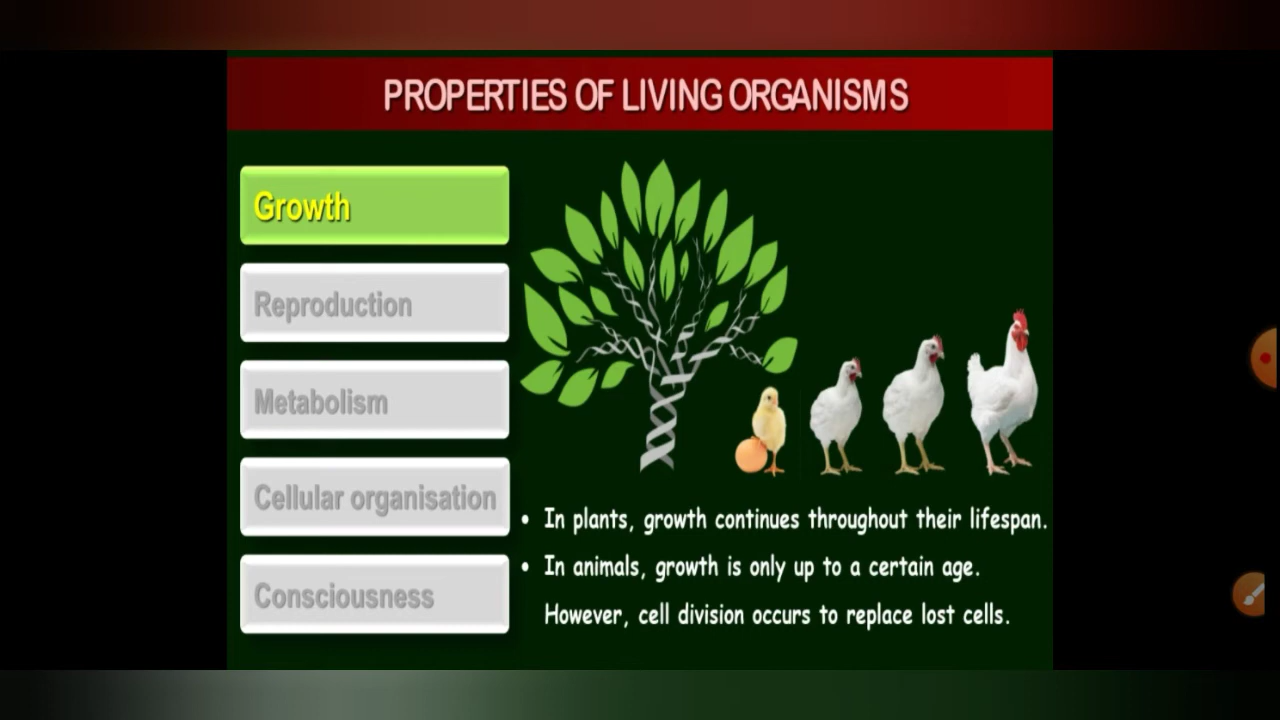 PROPERTIES OF LIVING ORGANISMS
Growth
Reproduction
Metabolism
Cellular organisation
Consciousness
• In plants, growth continues throughout their lifespan.
• In animals, growth is only up to a certain age.
However, cell division occurs to replace lost cells.